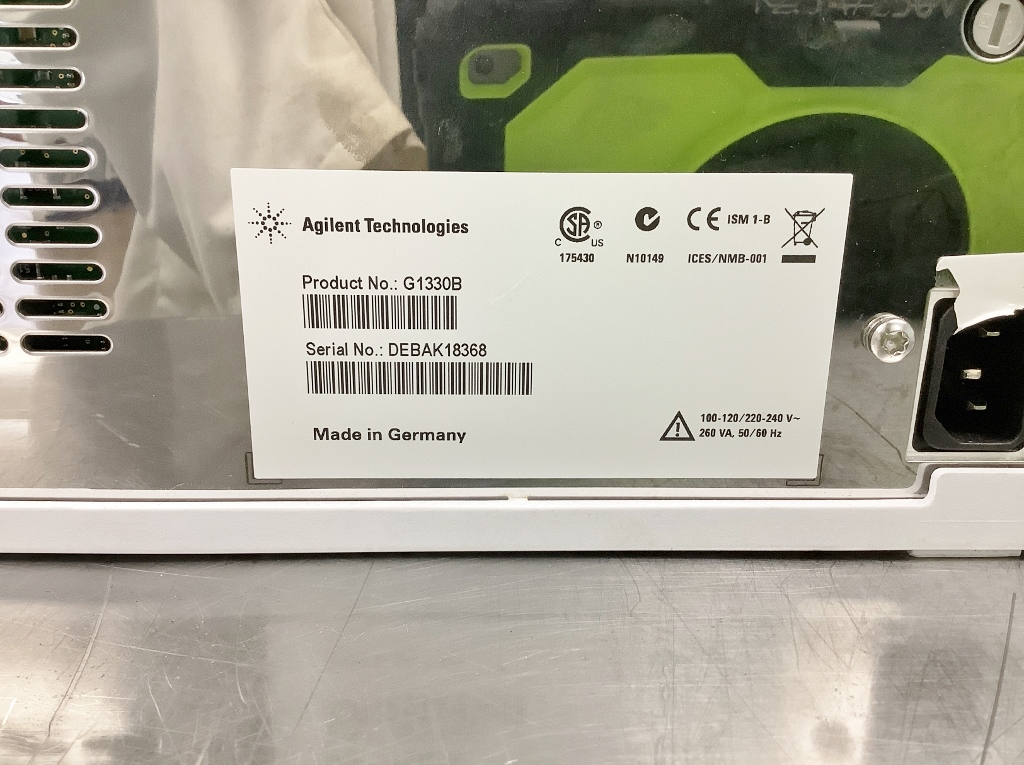 Agilent Technologies
C SA ® US
175430
N10149
CE ISM 1-B
ICES/NMB-001
Product No.: G1330B
Serial No.: DEBAK18368
Made in Germany
100-120/220-240 V~
260 VA, 50/60 Hz